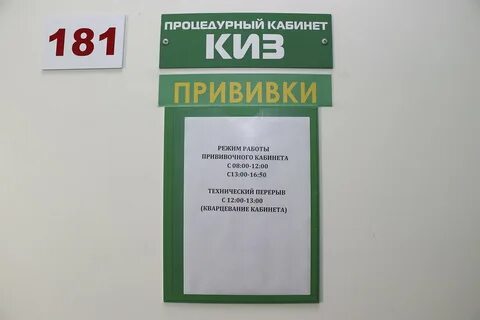 181
ПРОЦЕДУРНЫЙ КАБИНЕТ
КИЗ
ПРИВИВКИ
РЕЖИМ РАБОТЫ
ПРИВИВОЧНОГО КАБИНЕТА
С 08:00-12:00
С13:00-16:50
ТЕХНИЧЕСКИЙ ПЕРЕРЫВ
С 12:00-13:00
(КВАРЦЕВАНИЕ КАБИНЕТА)